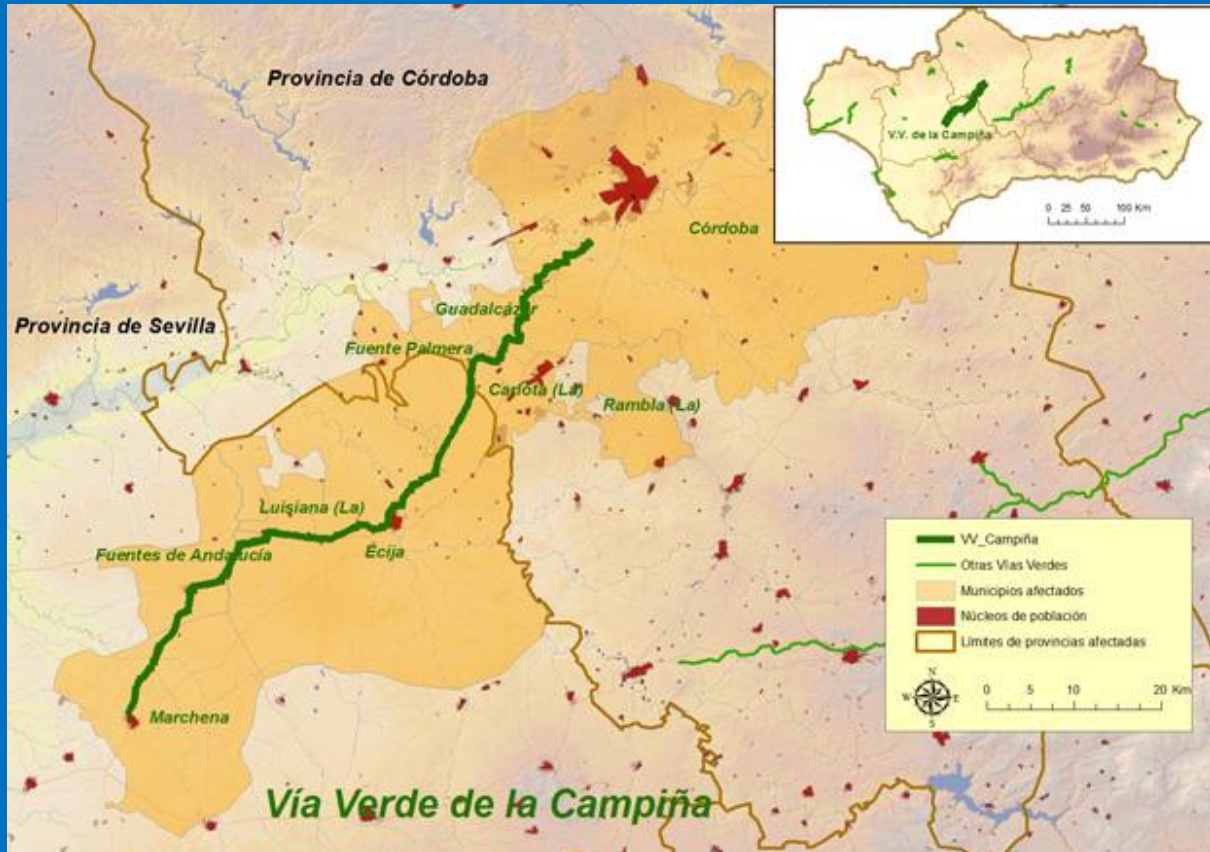 Provincia de Córdoba
V.V. de la Campiña
0 25 50 100 Km
Córdoba
Guadalcázar
Provincia de Sevilla
Fuente Palmera
Carlota (La)
Rambla (La)
Luisiana (La)
Fuentes de Andalucía
Écija
Marchena
VV_Campiña
Otras Vías Verdes
Municipios afectados
Núcleos de población
Límites de provincias afectadas
N
W E
S
0 5 10 20 Km
Vía Verde de la Campiña